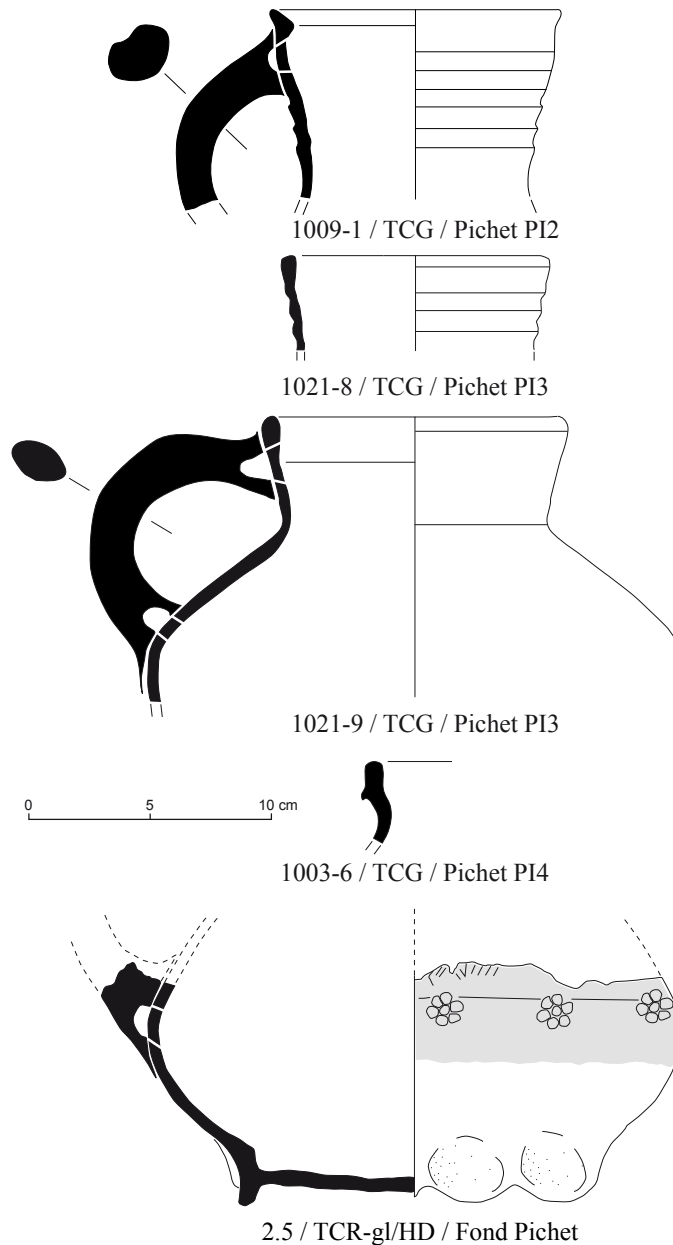 1009-1 / TCG / Pichet PI2
1021-8 / TCG / Pichet PI3
1021-9 / TCG / Pichet PI3
0 5 10 cm
1003-6 / TCG / Pichet PI4
2.5 / TCR-gl/HD / Fond Pichet